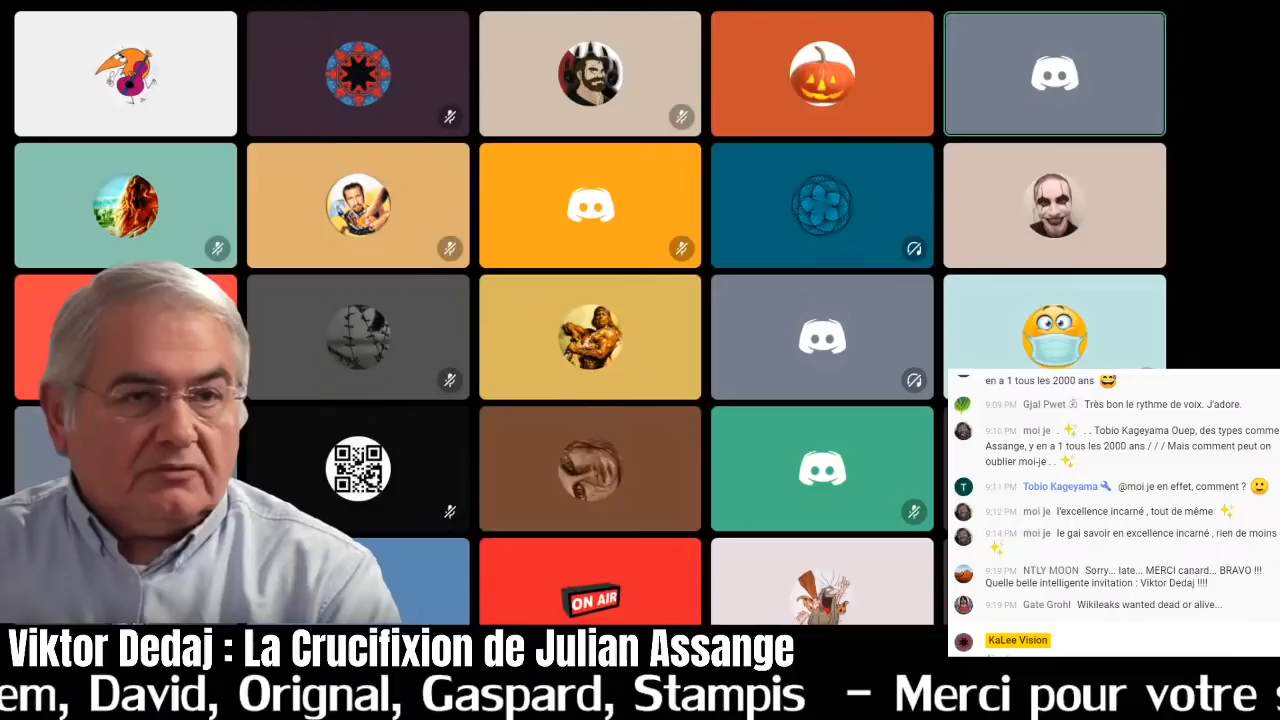 ON AIR
en a 1 tous les 2000 ans 😅
9:09 PM Gjal Pwet Très bon le rythme de voix. J'adore.
9:10 PM moi je . ✨ . . Tobio Kageyama Ouep, des types comme
Assange, y en a 1 tous les 2000 ans / / / Mais comment peut on
oublier moi-je . . ✨
T
9:11 PM Tobio Kageyama @moi je en effet, comment ? 🙂
9:12 PM moi je l'excellence incarné , tout de même ✨
9:14 PM moi je le gai savoir en excellence incarné , rien de moins
✨
9:19 PM NTLY MOON Sorry... late... MERCI canard... BRAVO !!!
Quelle belle intelligente invitation : Viktor Dedaj !!!!
9:19 PM Gate Grohl Wikileaks wanted dead or alive...
KaLee Vision
Viktor Dedaj : La Crucifixion de Julian Assange
em, David, Orignal, Gaspard, Stampis – Merci pour votre s